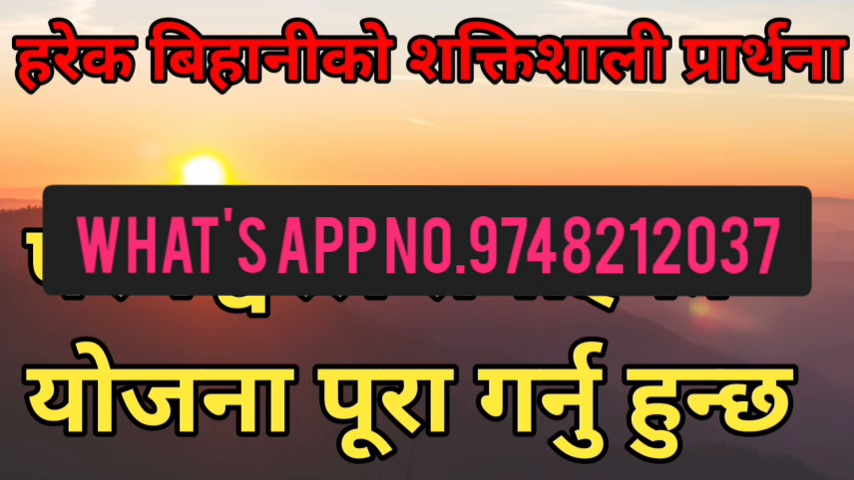 हरेक बिहानीको शक्तिशाली प्रार्थना
WHAT'S APP NO.9748212037
योजना पूरा गर्नु हुन्छ